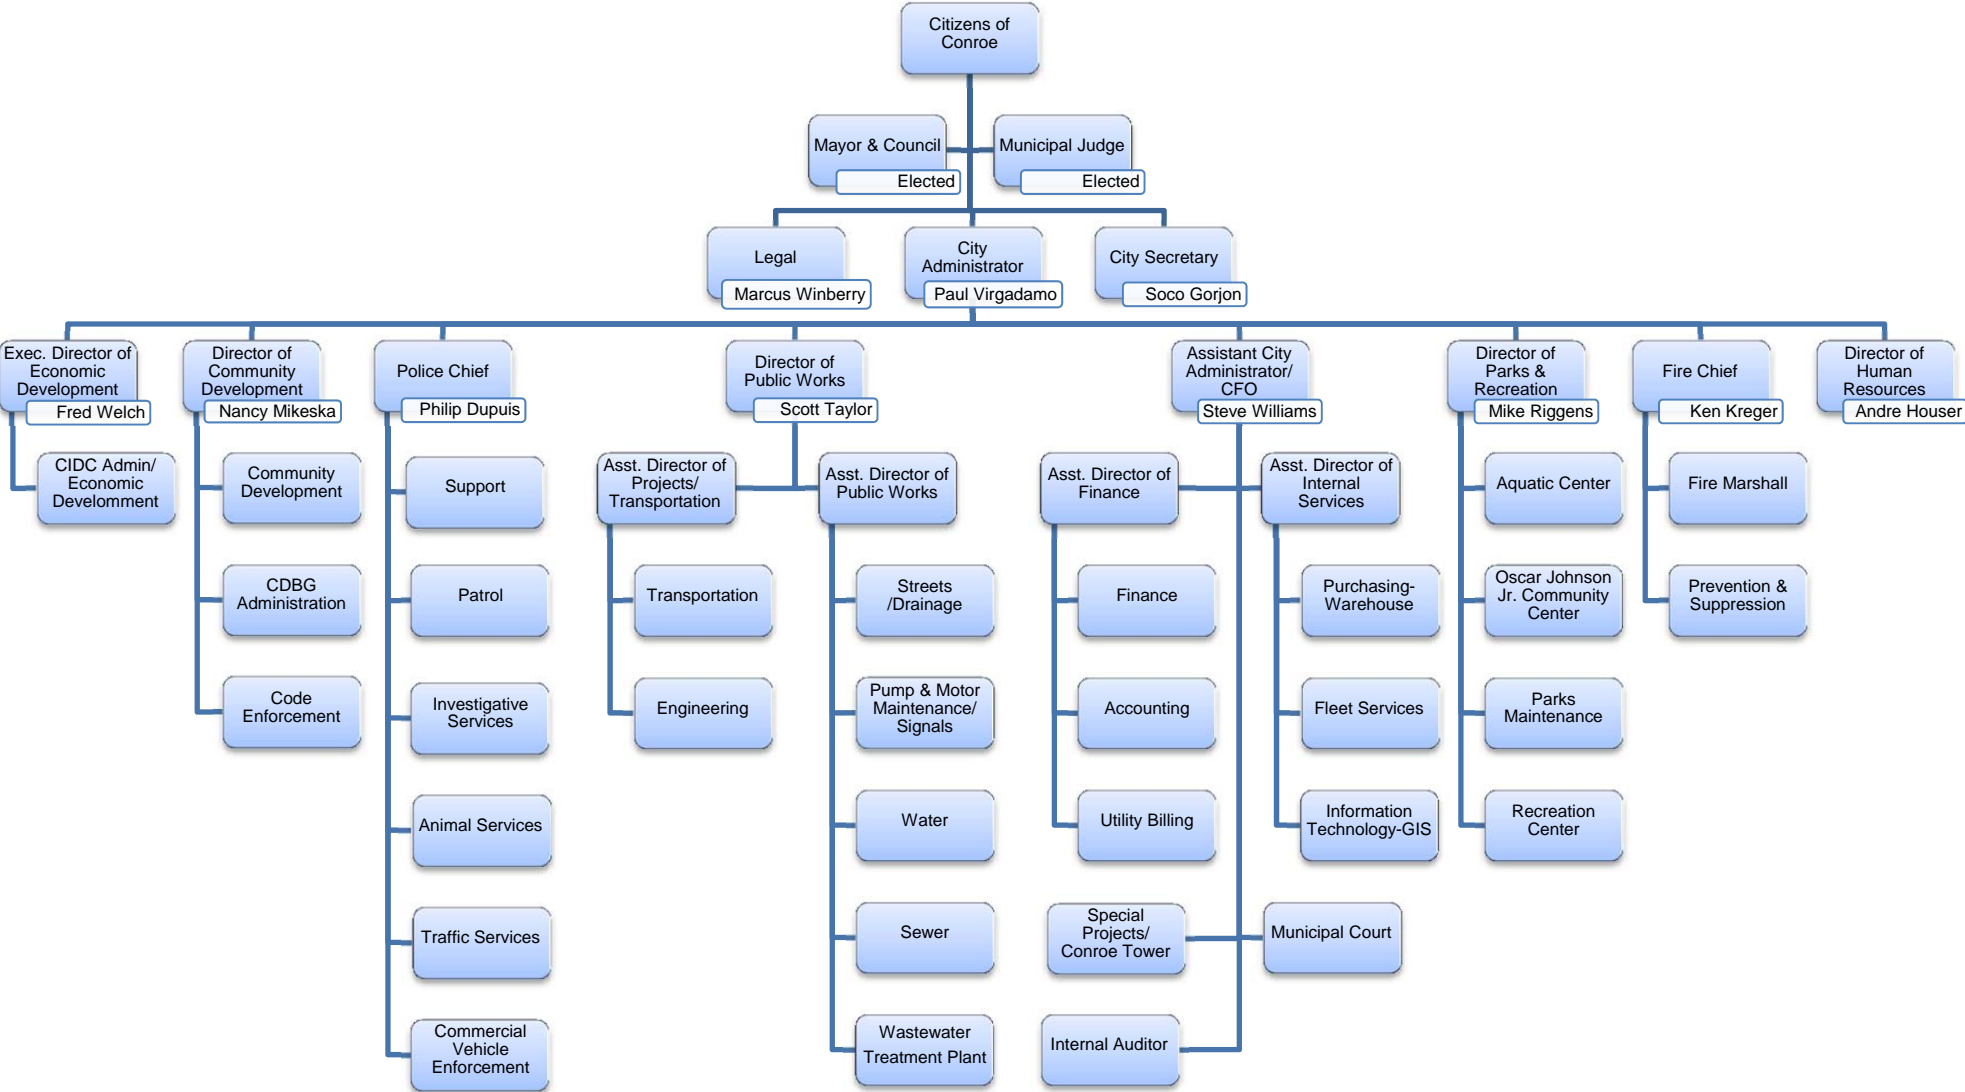 Citizens of
Conroe
Mayor & Council
Elected
Municipal Judge
Elected
Legal
Marcus Winberry
City
Administrator
Paul Virgadamo
City Secretary
Soco Gorjon
Exec. Director of
Economic
Development
Fred Welch
Director of
Community
Development
Nancy Mikeska
Police Chief
Philip Dupuis
Director of
Public Works
Scott Taylor
Assistant City
Administrator/
CFO
Steve Williams
Director of
Parks &
Recreation
Mike Riggens
Fire Chief
Ken Kreger
Director of
Human
Resources
Andre Houser
CIDC Admin/
Economic
Develomment
Community
Development
Support
Asst. Director of
Projects/
Transportation
Asst. Director of
Public Works
Asst. Director of
Finance
Asst. Director of
Internal
Services
Aquatic Center
Fire Marshall
CDBG
Administration
Patrol
Transportation
Streets
/Drainage
Finance
Purchasing-
Warehouse
Oscar Johnson
Jr. Community
Center
Prevention &
Suppression
Code
Enforcement
Investigative
Services
Engineering
Pump & Motor
Maintenance/
Signals
Accounting
Fleet Services
Parks
Maintenance
Animal Services
Water
Utility Billing
Information
Technology-GIS
Recreation
Center
Traffic Services
Sewer
Special
Projects/
Conroe Tower
Municipal Court
Commercial
Vehicle
Enforcement
Wastewater
Treatment Plant
Internal Auditor